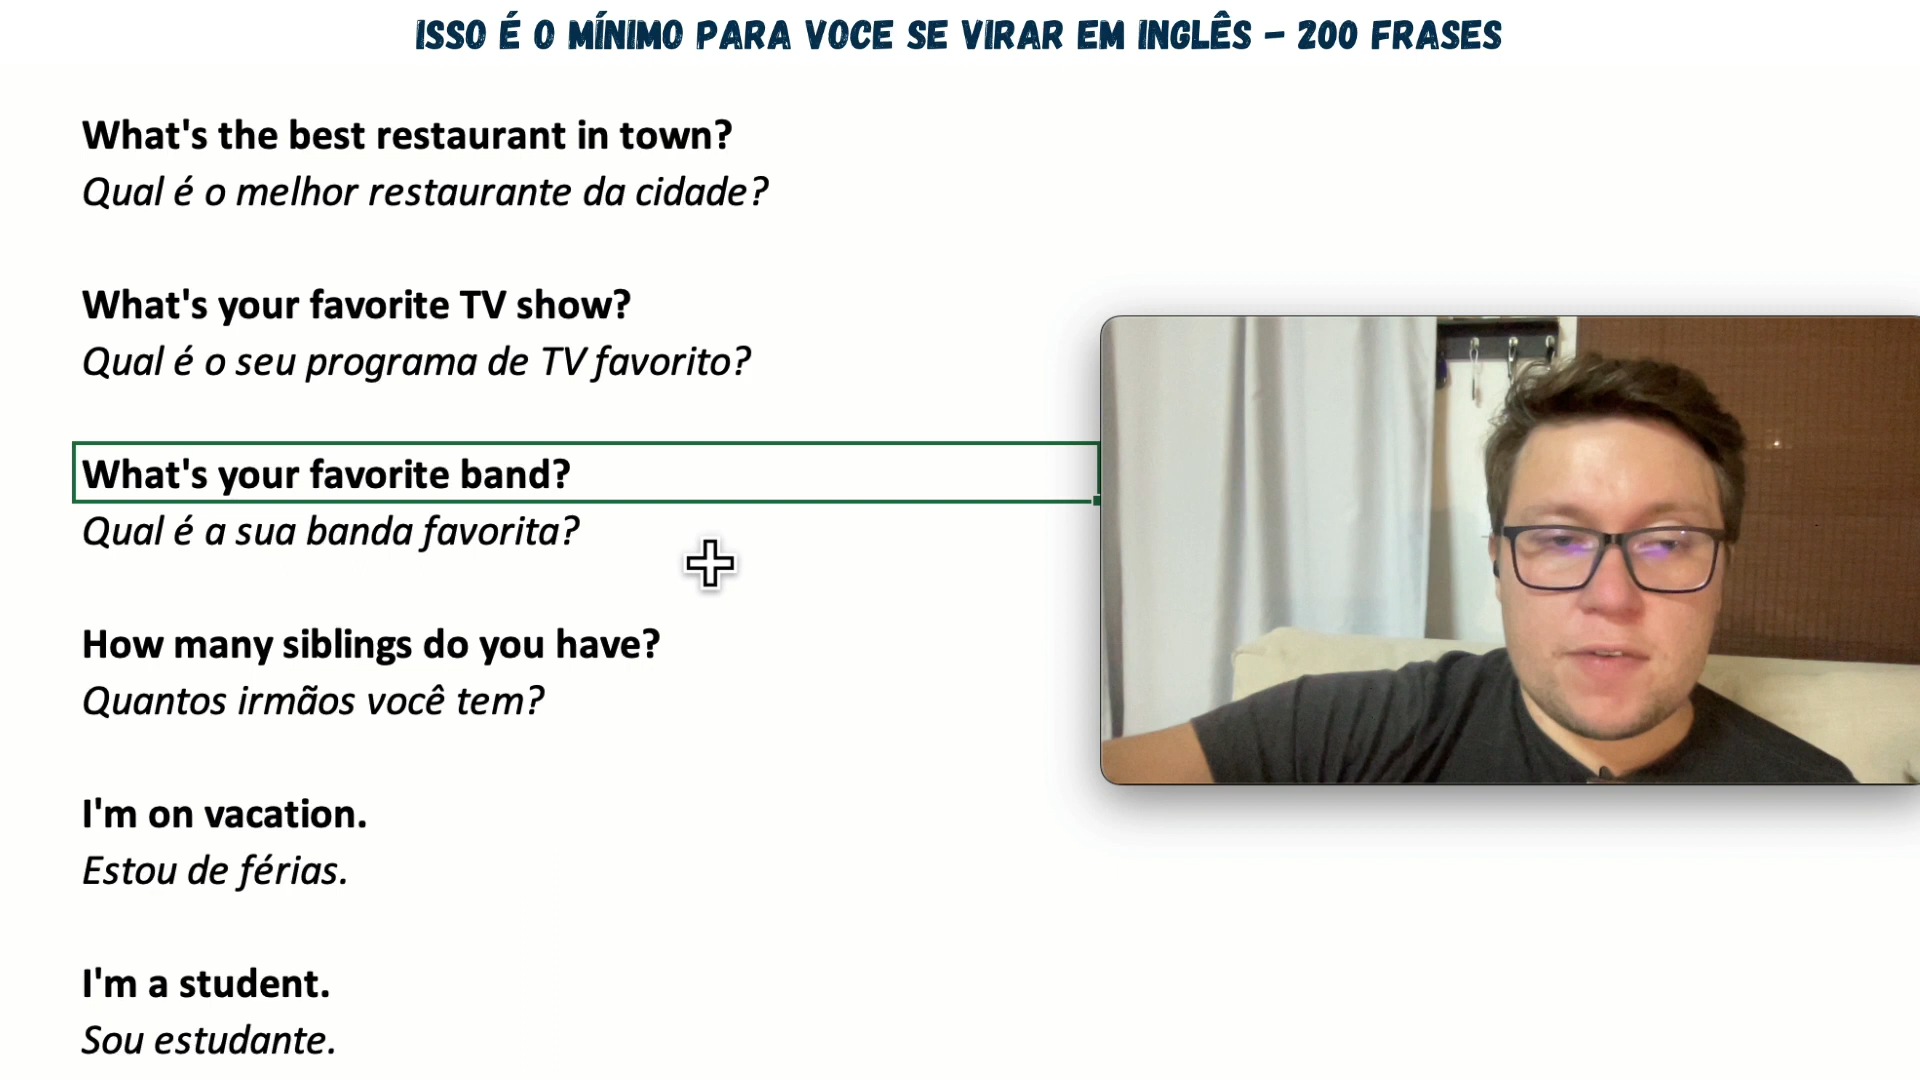 ISSO É O MÍNIMO PARA VOCE SE VIRAR EM INGLÊS – 200 FRASES
What's the best restaurant in town?
Qual é o melhor restaurante da cidade?
What's your favorite TV show?
Qual é o seu programa de TV favorito?
What's your favorite band?
Qual é a sua banda favorita?
How many siblings do you have?
Quantos irmãos você tem?
I'm on vacation.
Estou de férias.
I'm a student.
Sou estudante.